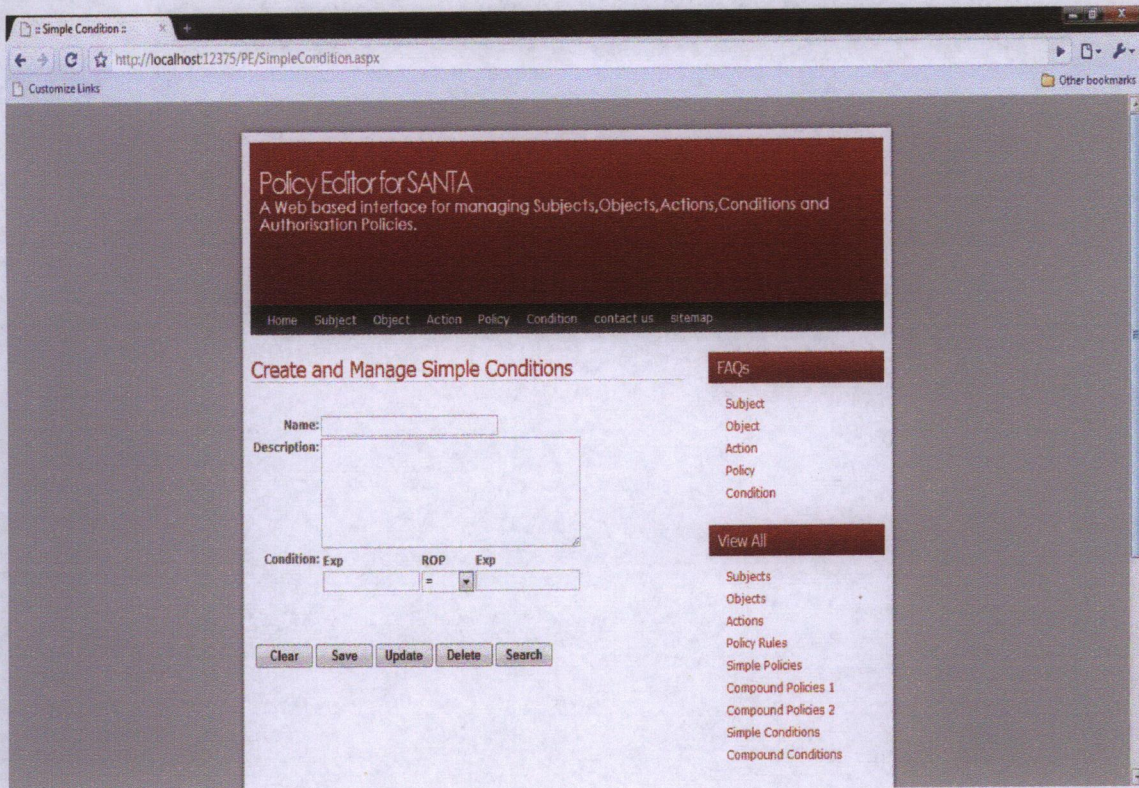 :: Simple Condition ::
http://localhost:12375/PE/SimpleCondition.aspx
Customize Links
Other bookmarks
Policy Editor for SANTA
A Web based interface for managing Subjects,Objects,Actions,Conditions and
Authorisation Policies.
Home Subject Object Action Policy Condition contact us sitemap
Create and Manage Simple Conditions
Name:
Description:
Condition: Exp ROP Exp
=
Clear Save Update Delete Search
FAQs
Subject
Object
Action
Policy
Condition
View All
Subjects
Objects
Actions
Policy Rules
Simple Policies
Compound Policies 1
Compound Policies 2
Simple Conditions
Compound Conditions